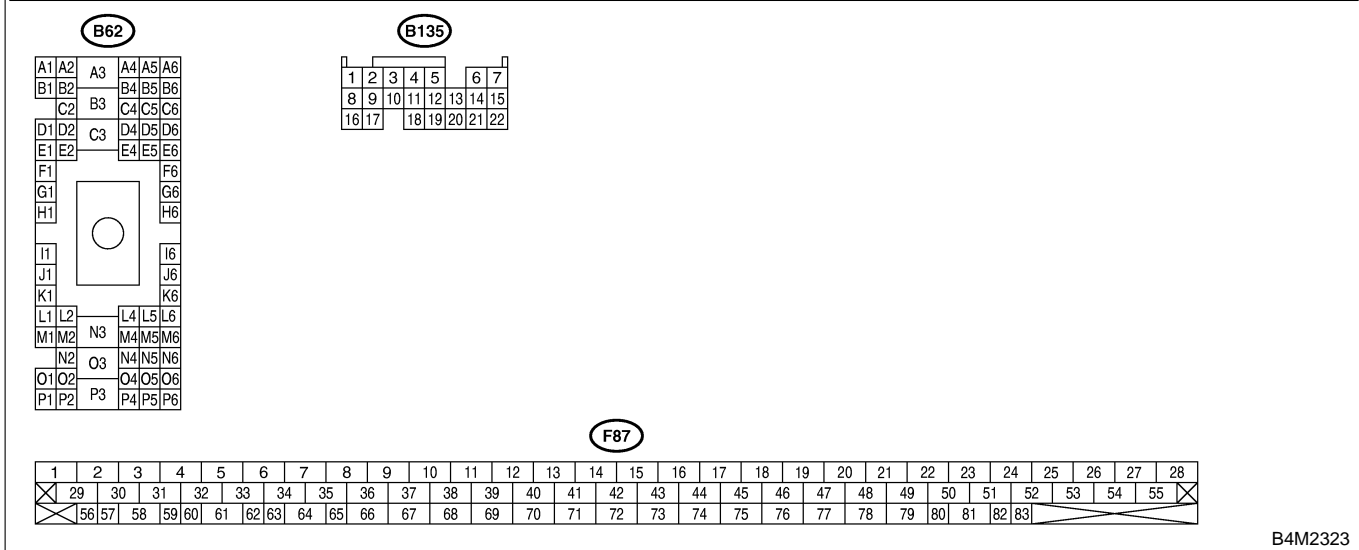 B62
B135
A1 A2 A3 A4 A5 A6
B1 B2 B3 B4 B5 B6
C2 C3 C4 C5 C6
D1 D2 D4 D5 D6
E1 E2 E4 E5 E6
F1 F6
G1 G6
H1 H6
I1 I6
J1 J6
K1 K6
L1 L2 L4 L5 L6
M1 M2 N3 M4 M5 M6
N2 O3 N4 N5 N6
O1 O2 O4 O5 O6
P1 P2 P3 P4 P5 P6
1 2 3 4 5 6 7
8 9 10 11 12 13 14 15
16 17 18 19 20 21 22
F87
1 2 3 4 5 6 7 8 9 10 11 12 13 14 15 16 17 18 19 20 21 22 23 24 25 26 27 28
29 30 31 32 33 34 35 36 37 38 39 40 41 42 43 44 45 46 47 48 49 50 51 52 53 54 55
56 57 58 59 60 61 62 63 64 65 66 67 68 69 70 71 72 73 74 75 76 77 78 79 80 81 82 83
B4M2323